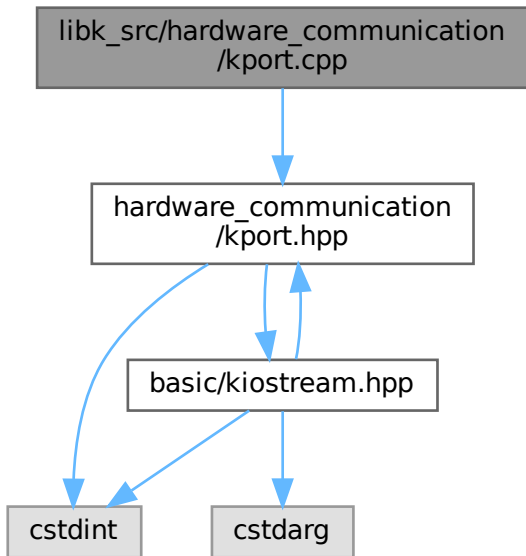 libk_src/hardware_communication
/kport.cpp
hardware_communication
/kport.hpp
basic/kiostream.hpp
cstdint
cstdarg